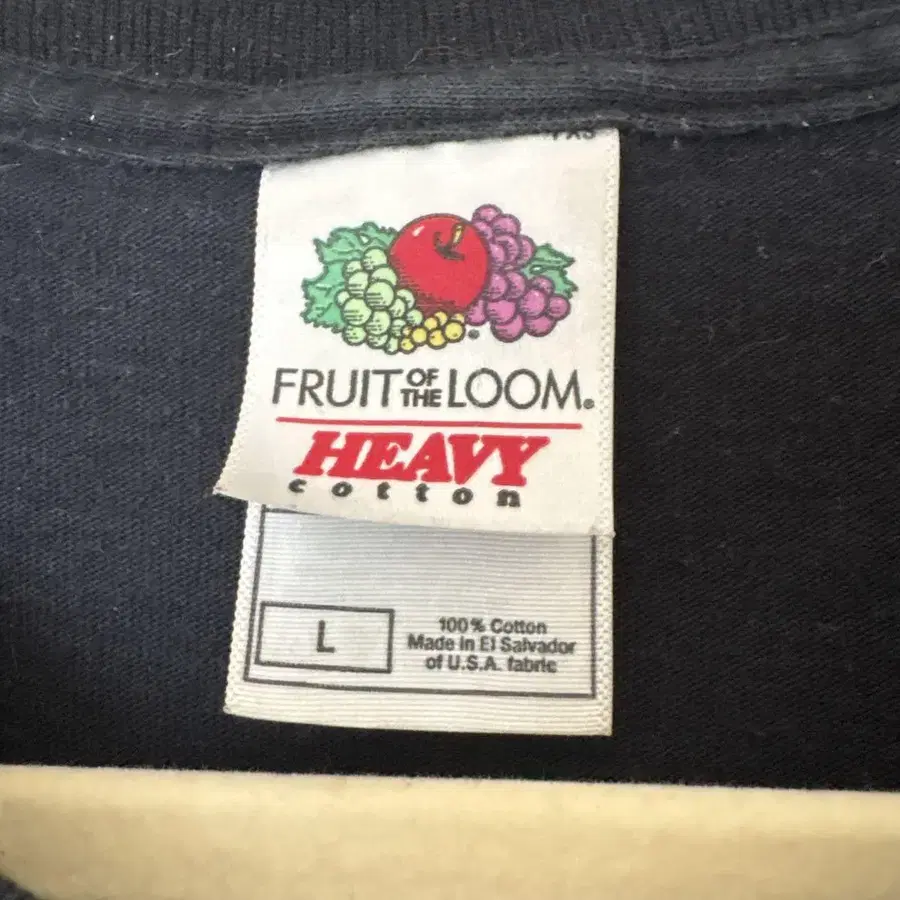 FRUIT OF THE LOOM®
HEAVY
cotton
L
100% Cotton
Made in El Salvador
of U.S.A. fabric